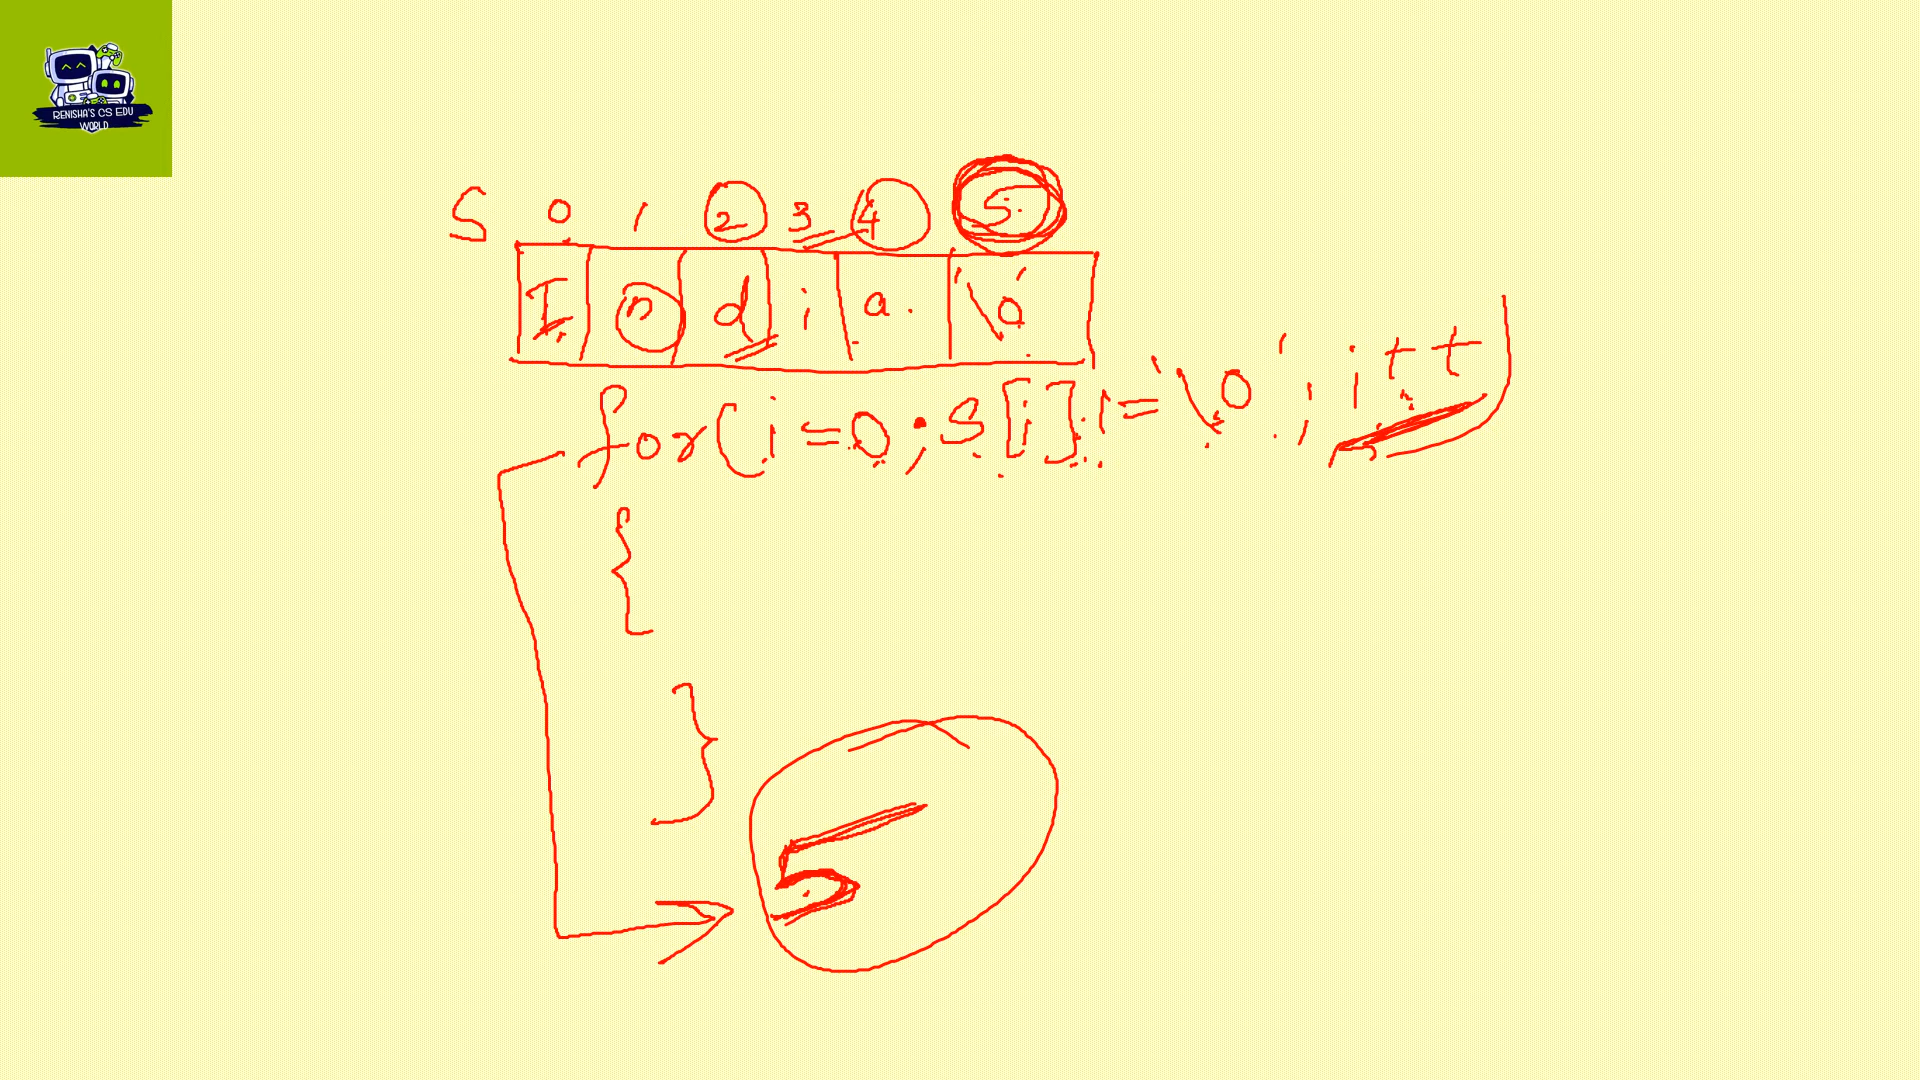 RENISHA'S CS EDU
WORLD
S 0 1 2 3 4 5
I n d i a '\0'
for(i=0;S[i]!='\0';i++)
{
}
5